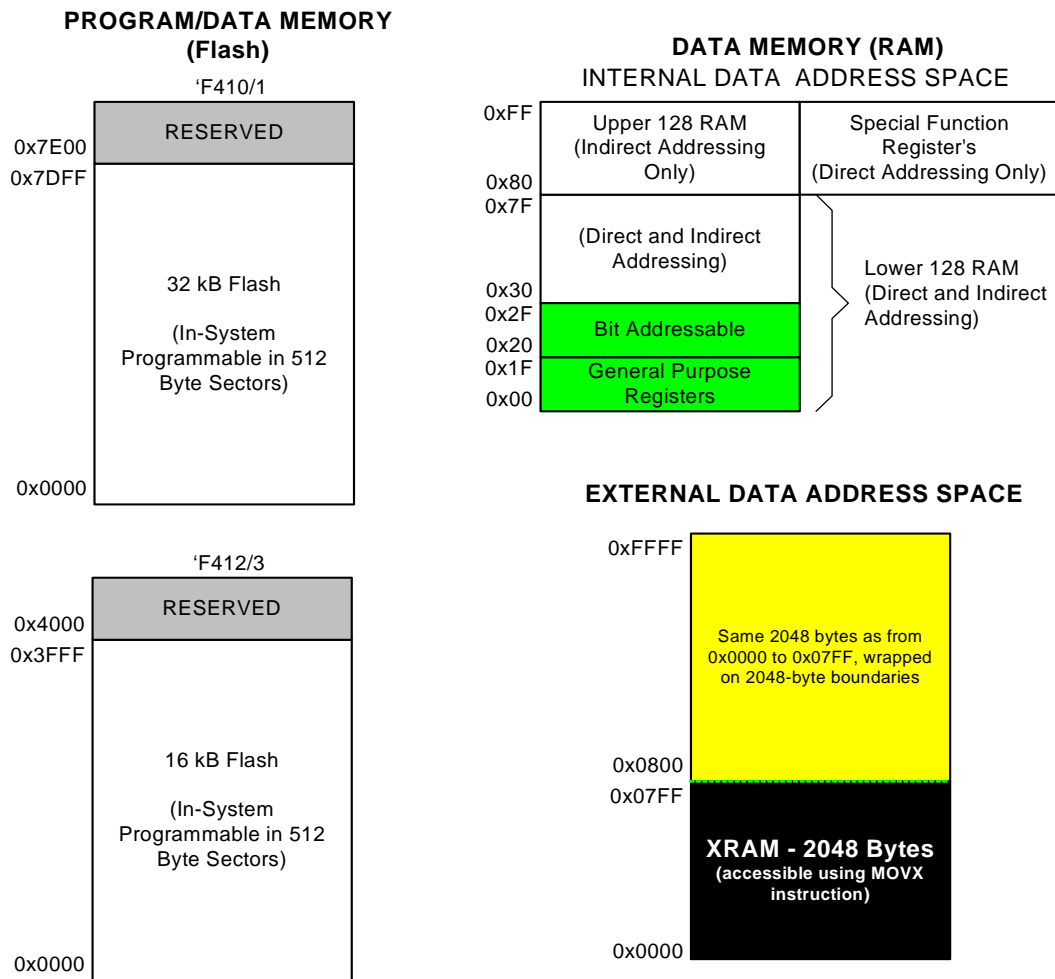 PROGRAM/DATA MEMORY
(Flash)
'F410/1
RESERVED
0x7E00
0x7DFF
32 kB Flash
(In-System
Programmable in 512
Byte Sectors)
0x0000
‘F412/3
RESERVED
0x4000
0x3FFF
16 kB Flash
(In-System
Programmable in 512
Byte Sectors)
0x0000
DATA MEMORY (RAM)
INTERNAL DATA ADDRESS SPACE
0xFF
Upper 128 RAM
(Indirect Addressing
Only)
Special Function
Register's
(Direct Addressing Only)
0x80
0x7F
(Direct and Indirect
Addressing)
Lower 128 RAM
(Direct and Indirect
Addressing)
0x30
0x2F
Bit Addressable
0x20
0x1F
General Purpose
Registers
0x00
EXTERNAL DATA ADDRESS SPACE
0xFFFF
Same 2048 bytes as from
0x0000 to 0x07FF, wrapped
on 2048-byte boundaries
0x0800
0x07FF
XRAM - 2048 Bytes
(accessible using MOVX
instruction)
0x0000